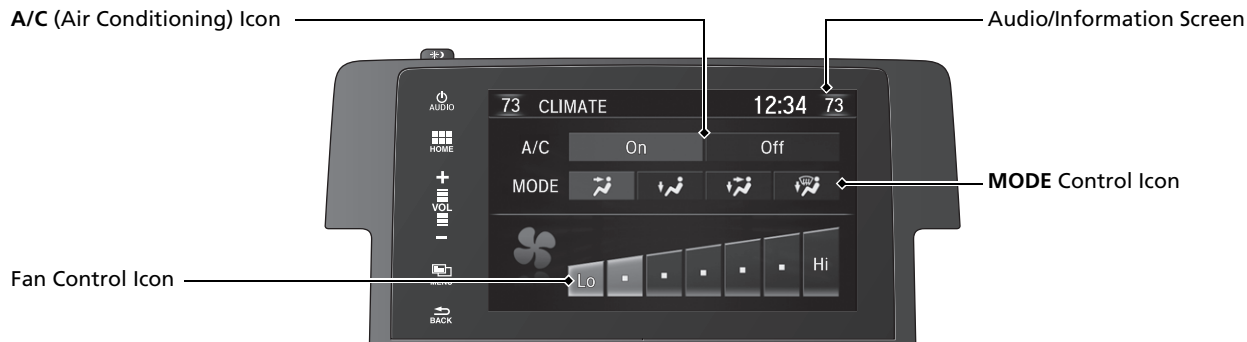 A/C (Air Conditioning) Icon
Audio/Information Screen
AUDIO
73 CLIMATE 12:34 73
HOME
A/C On Off
+
MODE
MODE Control Icon
VOL
-
Fan Control Icon
Lo Hi
MENU
BACK